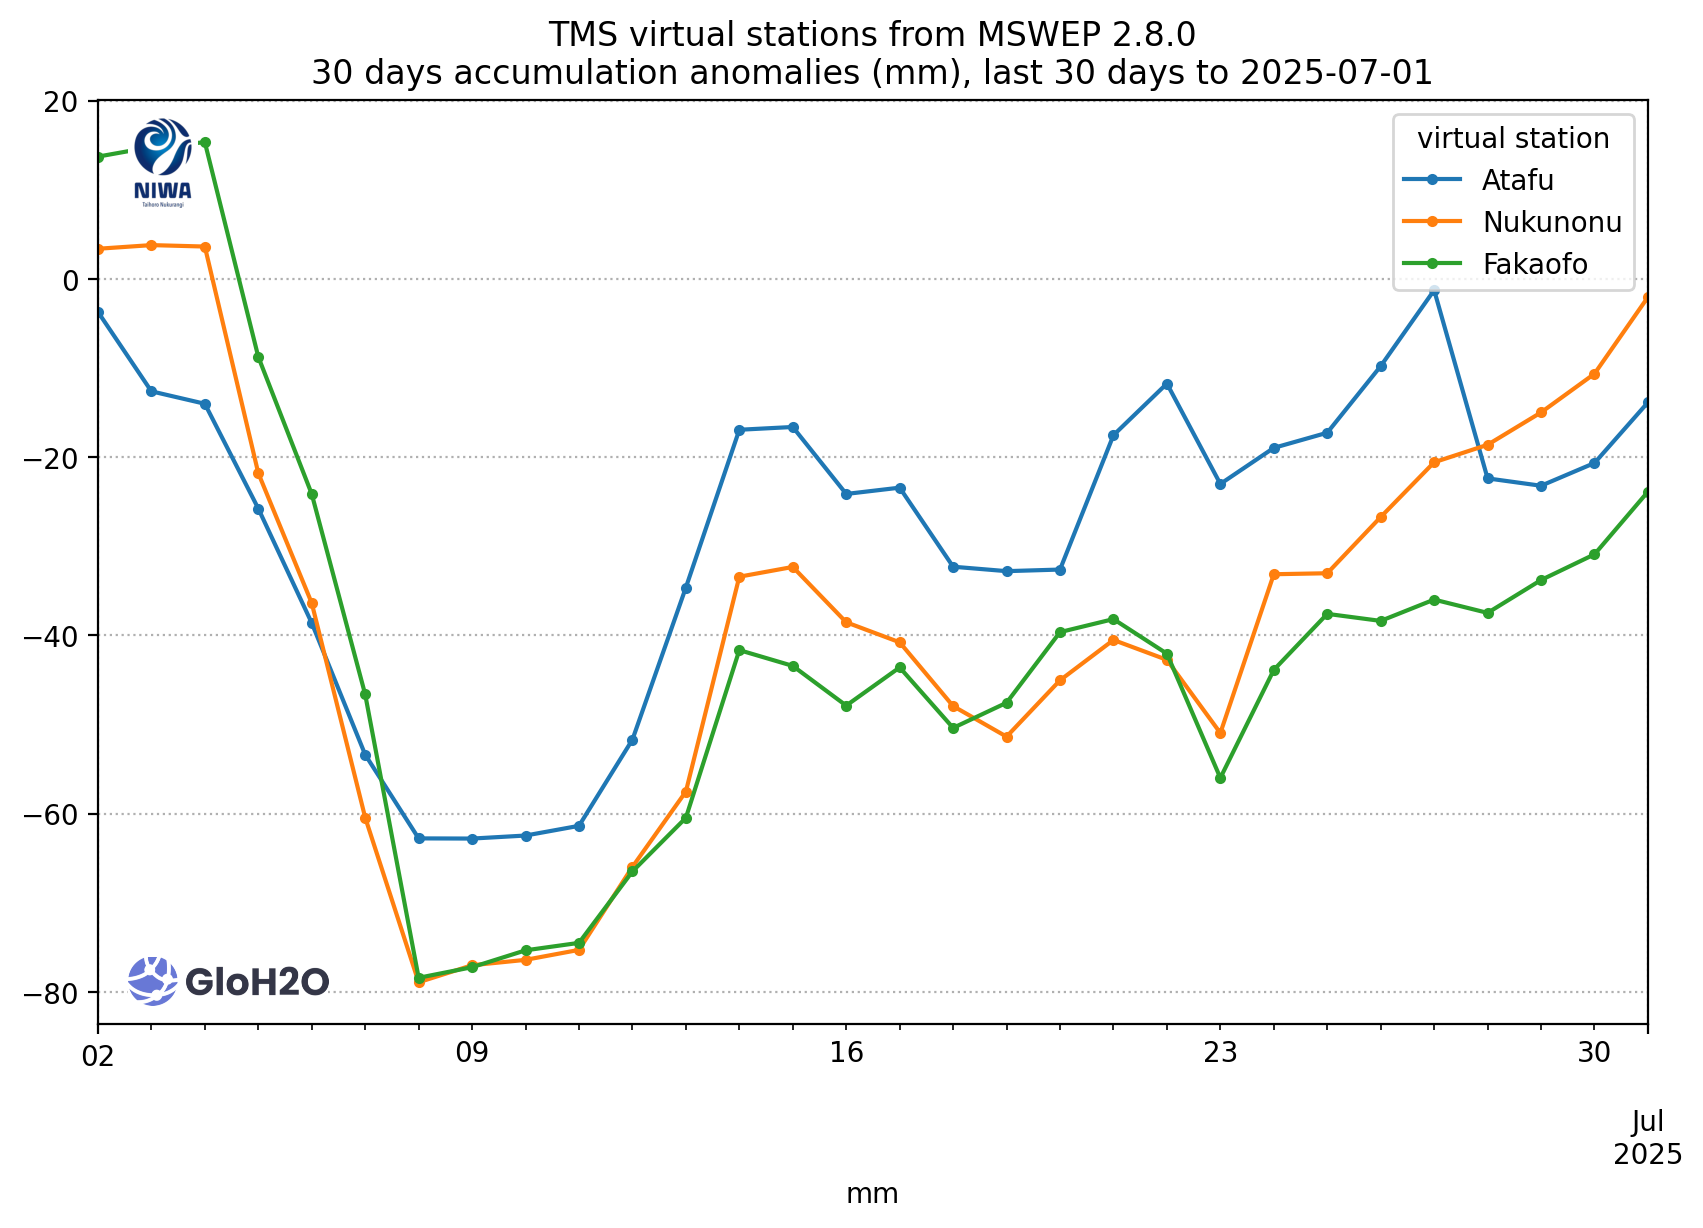 TMS virtual stations from MSWEP 2.8.0
30 days accumulation anomalies (mm), last 30 days to 2025-07-01
20
0
−20
−40
−60
−80
NIWA
Taihoro Nukurangi
virtual station
Atafu
Nukunonu
Fakaofo
GloH2O
02
09
16
23
30
Jul
2025
mm